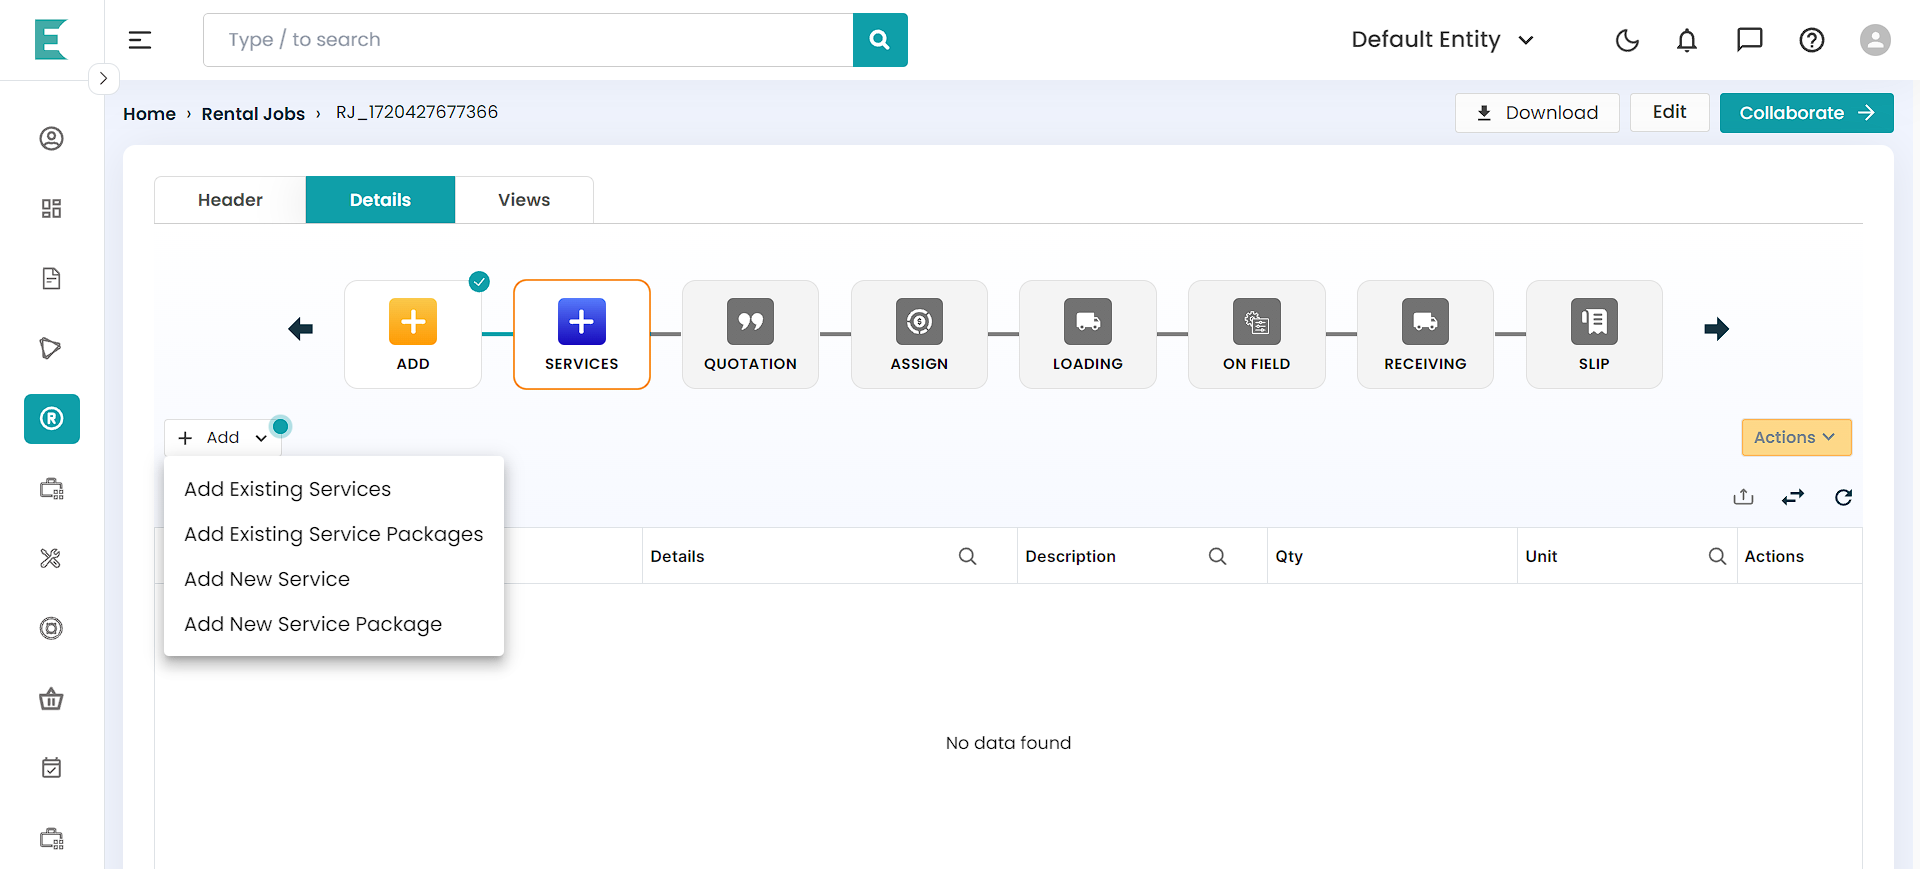 Type / to search
Default Entity
Home › Rental Jobs › RJ_1720427677366
Download
Edit
Collaborate
Header
Details
Views
ADD
SERVICES
QUOTATION
ASSIGN
LOADING
ON FIELD
RECEIVING
SLIP
Add
Actions
Add Existing Services
Add Existing Service Packages
Add New Service
Add New Service Package
Details
Description
Qty
Unit
Actions
No data found